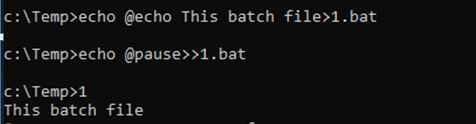 c:\Temp>echo @echo This batch file>1.bat
c:\Temp>echo @pause>>1.bat
c:\Temp>1
This batch file